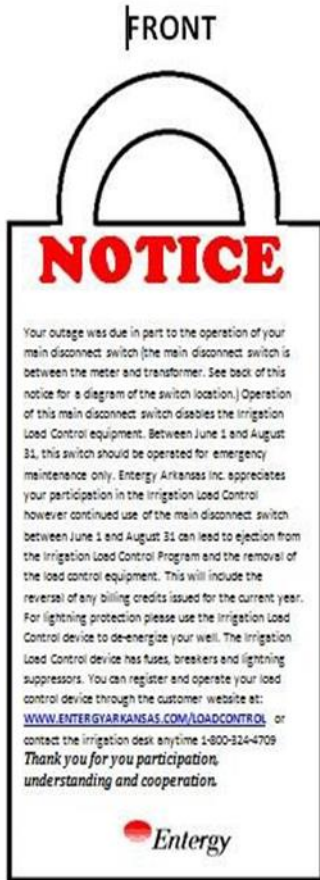 FRONT
NOTICE
Your outage was due in part to the operation of your
main disconnect switch (the main disconnect switch is
between the meter and transformer. See back of this
notice for a diagram of the switch location.) Operation
of this main disconnect switch disables the Irrigation
Load Control equipment. Between June 1 and August
31, this switch should be operated for emergency
maintenance only. Entergy Arkansas Inc. appreciates
your participation in the Irrigation Load Control
however continued use of the main disconnect switch
between June 1 and August 31 can lead to ejection from
the Irrigation Load Control Program and the removal of
the load control equipment. This will include the
reversal of any billing credits issued for the current year.
For lightning protection please use the Irrigation Load
Control device to de-energize your well. The Irrigation
Load Control device has fuses, breakers and lightning
suppressors. You can register and operate your load
control device through the customer website at:
WWW.ENTERGYARKANSAS.COM/LOADCONTROL or
contact the irrigation desk anytime 1-800-324-4709
Thank you for you participation,
understanding and cooperation.
Entergy